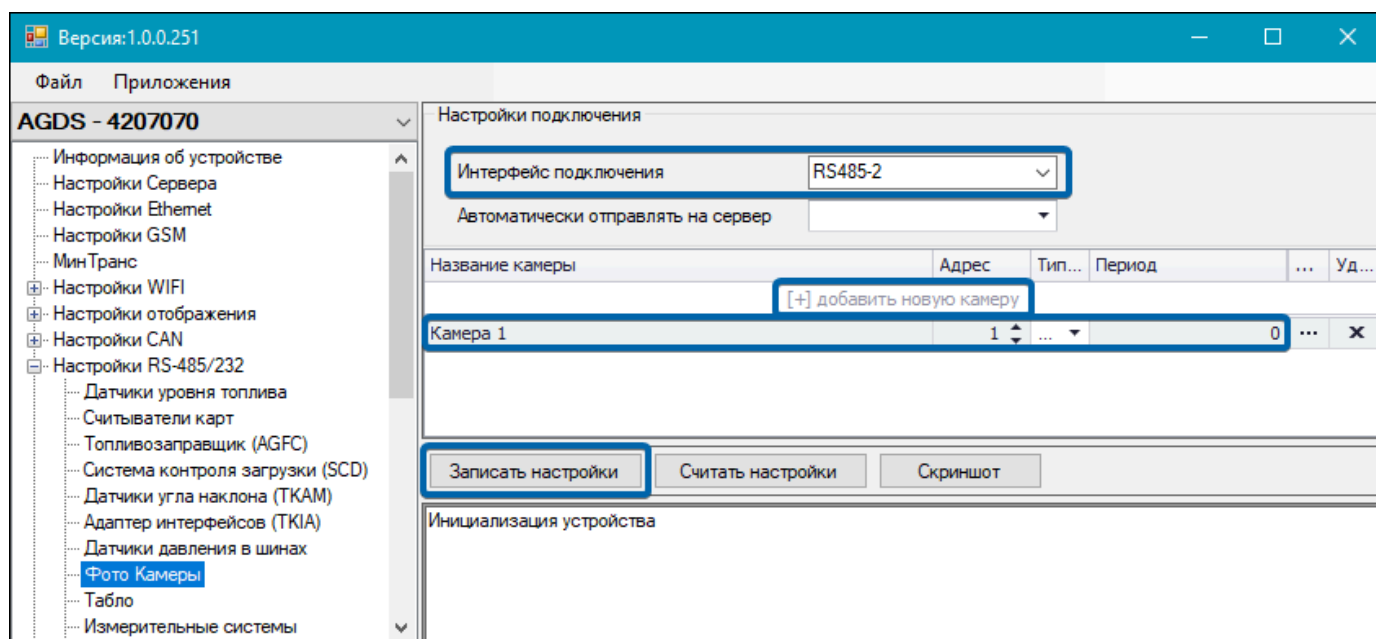 Версия:1.0.0.251
Файл Приложения
AGDS - 4207070
Информация об устройстве
Настройки Сервера
Настройки Ethernet
Настройки GSM
МинТранс
Настройки WIFI
Настройки отображения
Настройки CAN
Настройки RS-485/232
Датчики уровня топлива
Считыватели карт
Топливозаправщик (AGFC)
Система контроля загрузки (SCD)
Датчики угла наклона (TKAM)
Адаптер интерфейсов (TKIA)
Датчики давления в шинах
Фото Камеры
Табло
Измерительные системы
Настройки подключения
Интерфейс подключения RS485-2
Автоматически отправлять на сервер
Название камеры Адрес Тип... Период ... Уд...
[+] добавить новую камеру
Камера 1 1 ... 0 ... X
Записать настройки Считать настройки Скриншот
Инициализация устройства